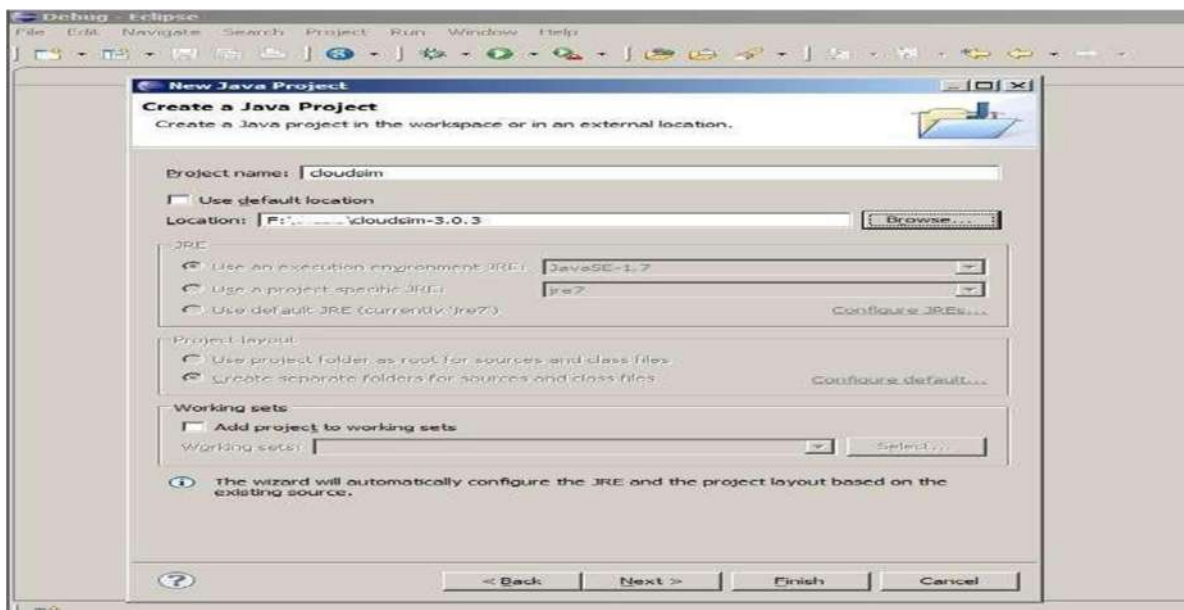 Debug - Eclipse
File Edit Navigate Search Project Run Window Help
New Java Project
Create a Java Project
Create a Java project in the workspace or in an external location.
Project name: cloudsim
Use default location
Location: F:\ \cloudsim-3.0.3 Browse...
JRE
Use an execution environment JRE: JavaSE-1.7
Use a project specific JRE: jre7
Use default JRE (currently 'jre7') Configure JREs...
Project layout
Use project folder as root for sources and class files
Create separate folders for sources and class files Configure default...
Working sets
Add project to working sets
Working sets: Select...
The wizard will automatically configure the JRE and the project layout based on the
existing source.
? < Back Next > Finish Cancel